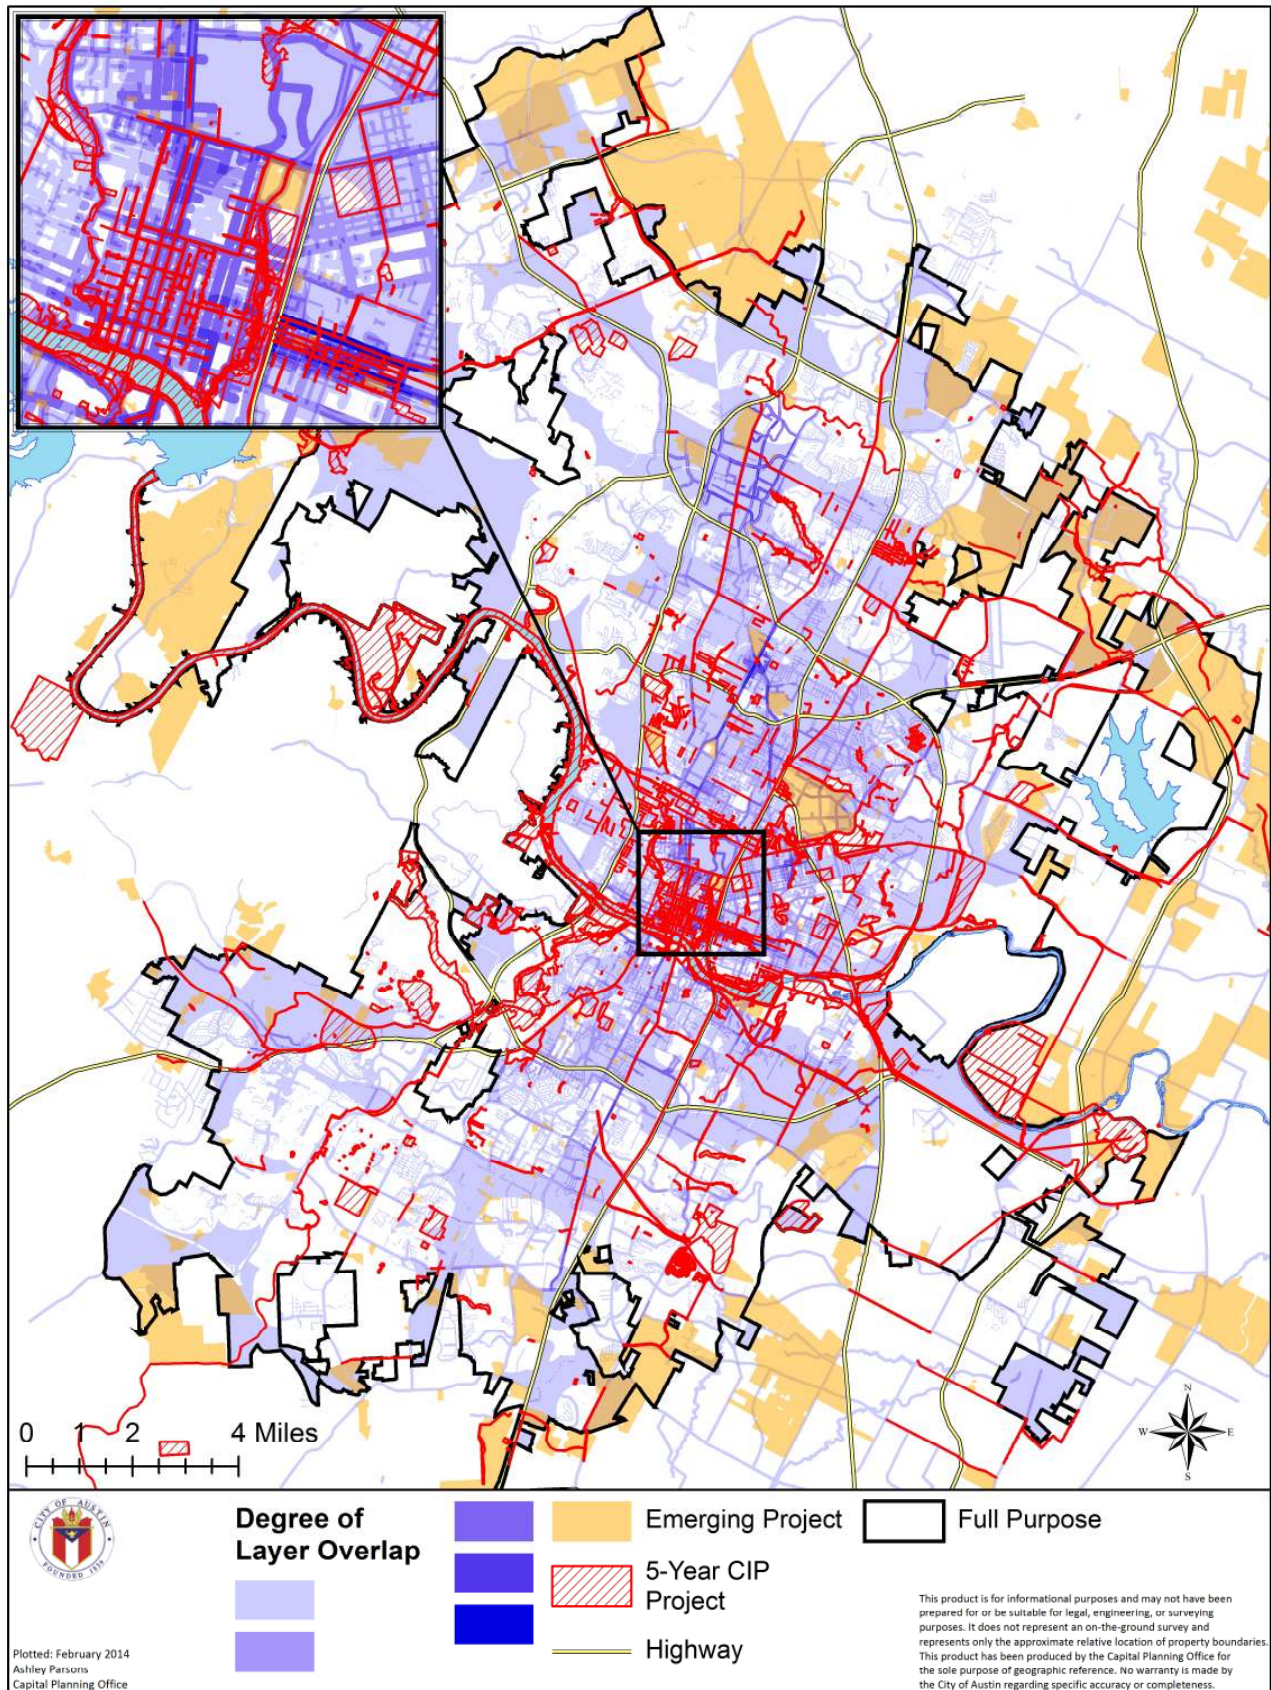 N
W
E
S
0
1
2
4 Miles
CITY OF AUSTIN
FOUNDED 1839
Degree of
Layer Overlap
Emerging Project
5-Year CIP
Project
Highway
Full Purpose
Plotted: February 2014
Ashley Parsons
Capital Planning Office
This product is for informational purposes and may not have been
prepared for or be suitable for legal, engineering, or surveying
purposes. It does not represent an on-the-ground survey and
represents only the approximate relative location of property boundaries.
This product has been produced by the Capital Planning Office for
the sole purpose of geographic reference. No warranty is made by
the City of Austin regarding specific accuracy or completeness.